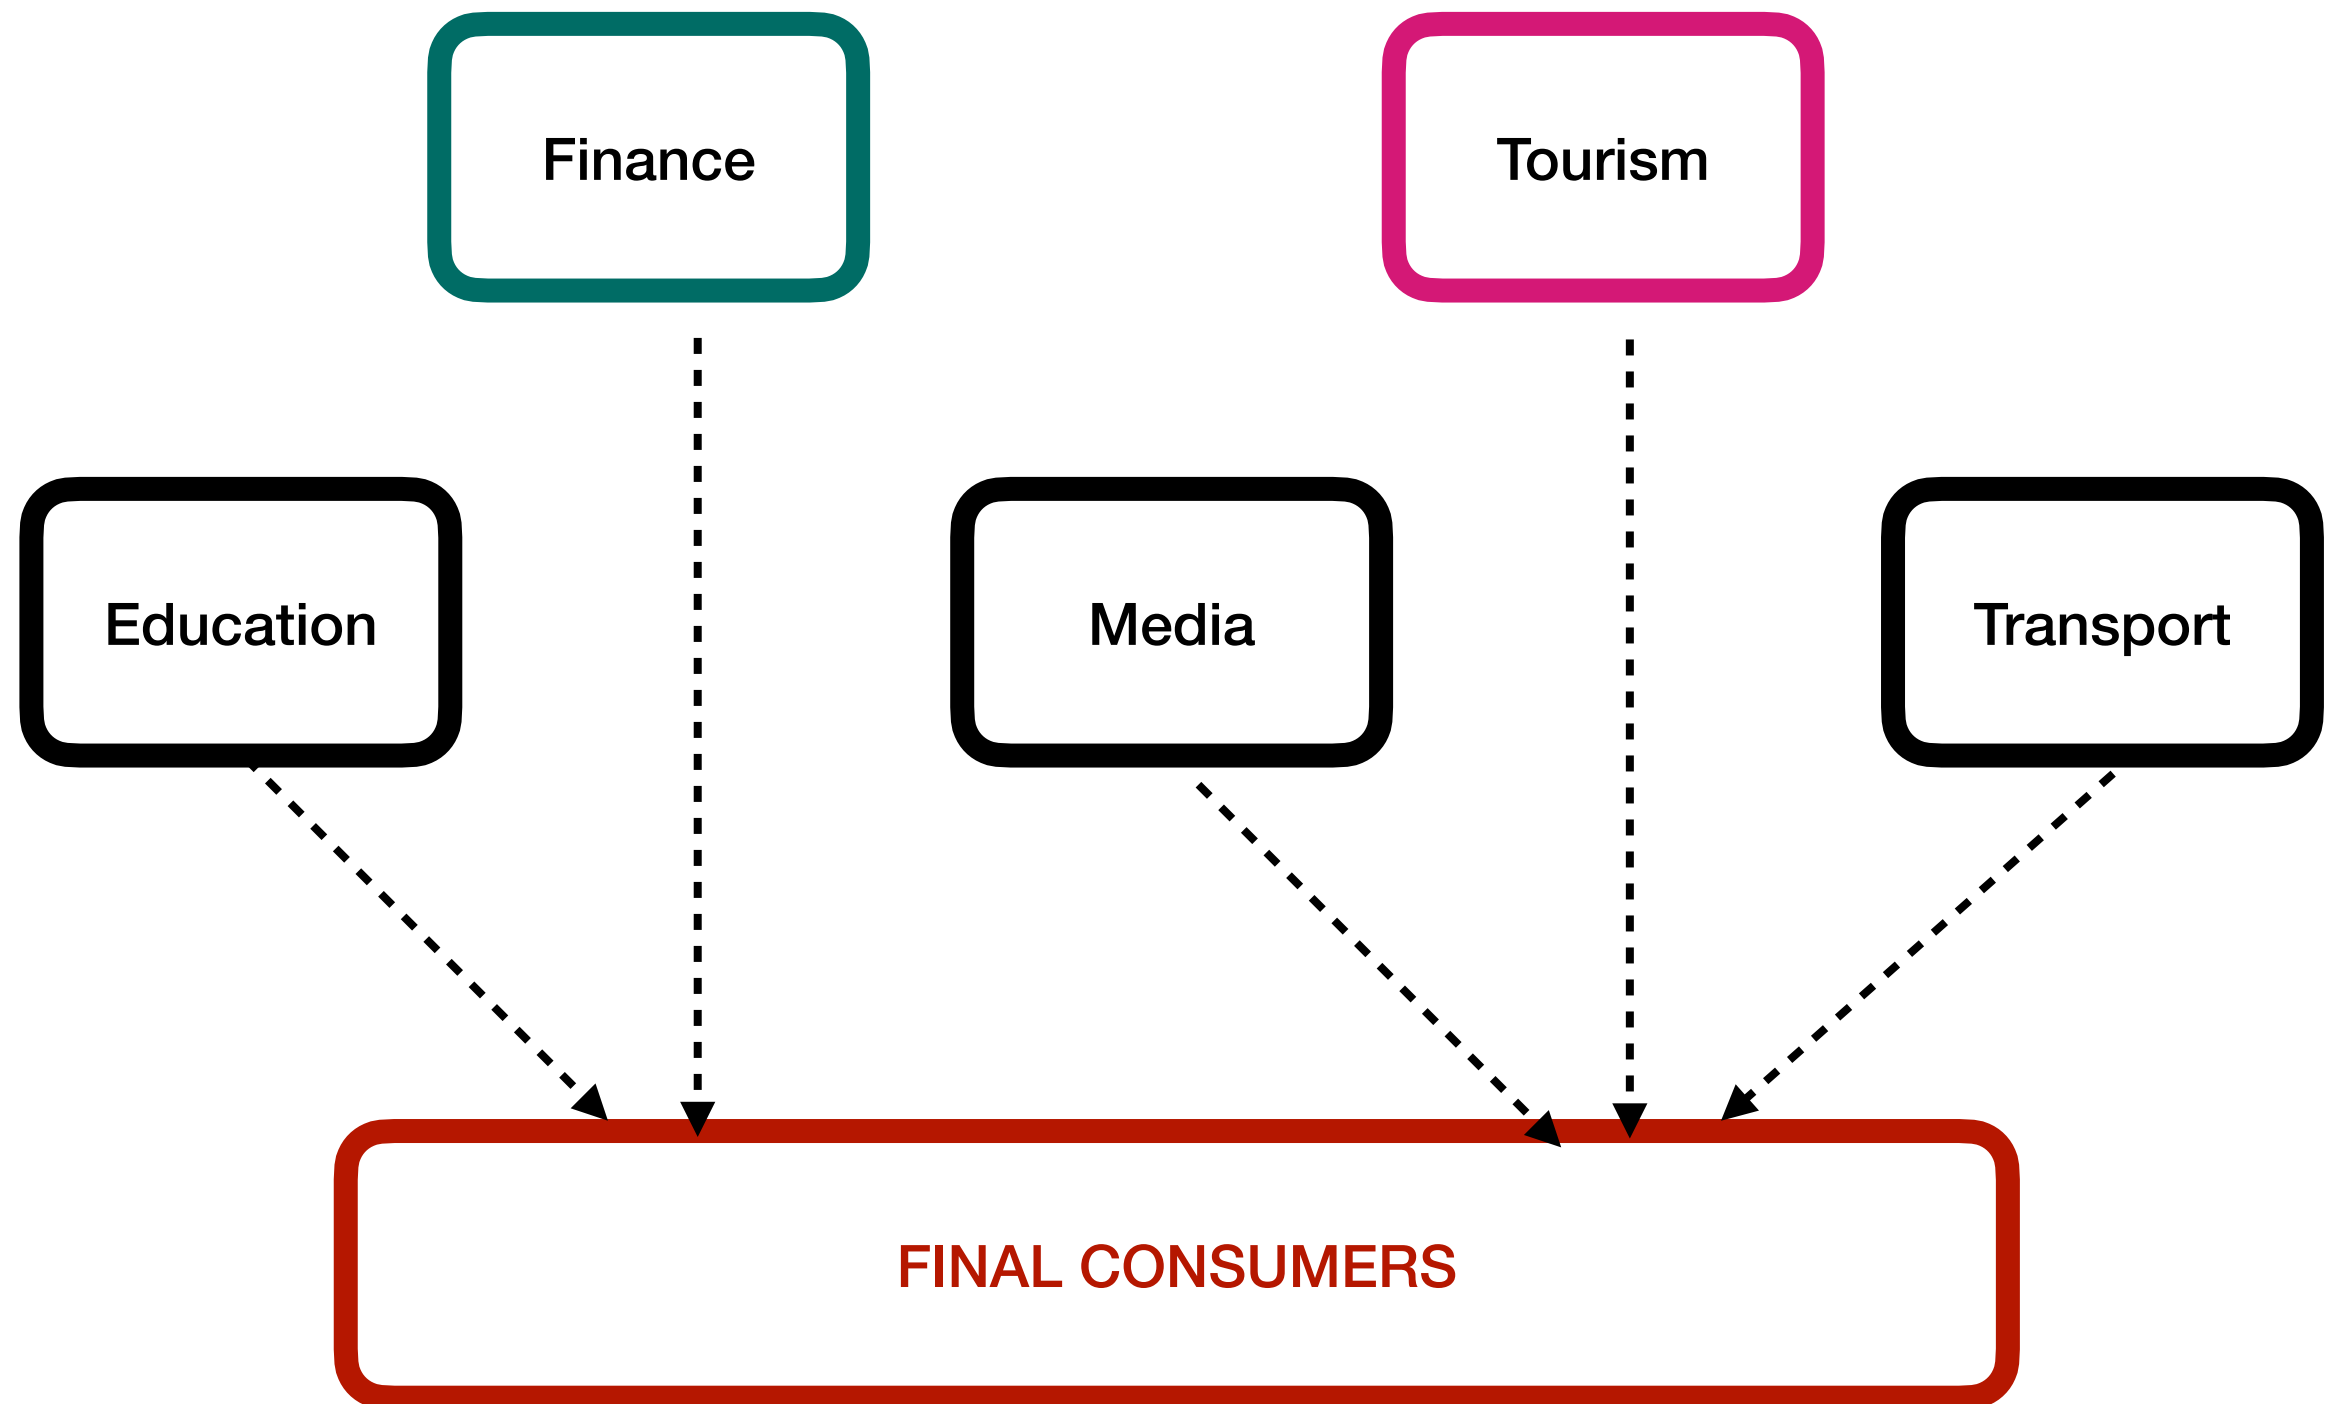 Finance
Tourism
Education
Media
Transport
FINAL CONSUMERS